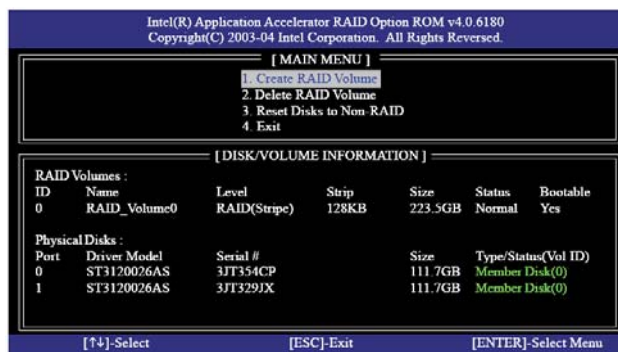 Intel(R) Application Accelerator RAID Option ROM v4.0.6180
Copyright(C) 2003-04 Intel Corporation. All Rights Reversed.
[ MAIN MENU ]
1. Create RAID Volume
2. Delete RAID Volume
3. Reset Disks to Non-RAID
4. Exit
[ DISK/VOLUME INFORMATION ]
RAID Volumes :
ID Name Level Strip Size Status Bootable
0 RAID_Volume0 RAID(Stripe) 128KB 223.5GB Normal Yes
Physical Disks :
Port Driver Model Serial # Size Type/Status(Vol ID)
0 ST3120026AS 3JT354CP 111.7GB Member Disk(0)
1 ST3120026AS 3JT329JX 111.7GB Member Disk(0)
[↑↓]-Select [ESC]-Exit [ENTER]-Select Menu